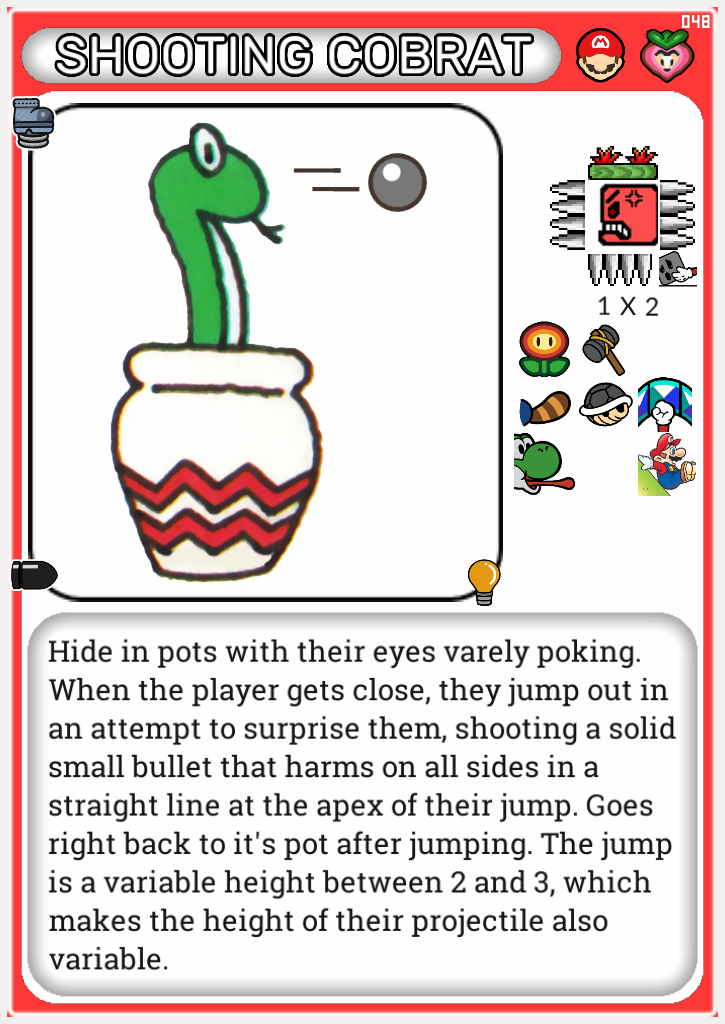 048
SHOOTING COBRAT
1 X 2
Hide in pots with their eyes varely poking.
When the player gets close, they jump out in
an attempt to surprise them, shooting a solid
small bullet that harms on all sides in a
straight line at the apex of their jump. Goes
right back to it's pot after jumping. The jump
is a variable height between 2 and 3, which
makes the height of their projectile also
variable.